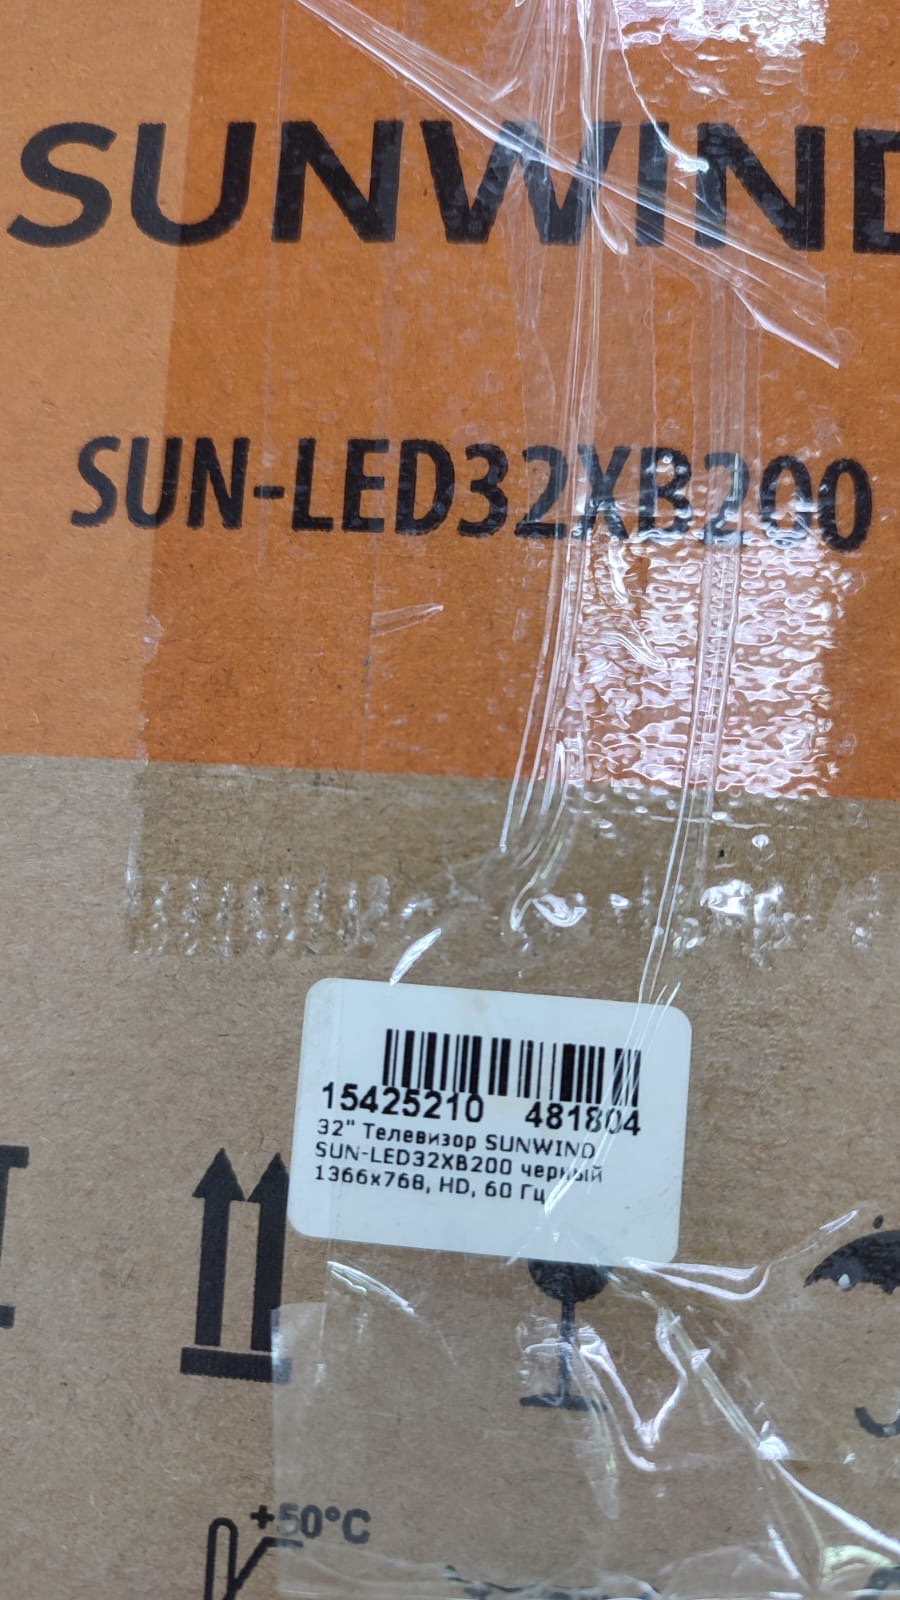 SUNWIND
SUN-LED32XB200
15425210 481804
32" Телевизор SUNWIND
SUN-LED32XB200 черный
1366x768, HD, 60 Гц
+50°C